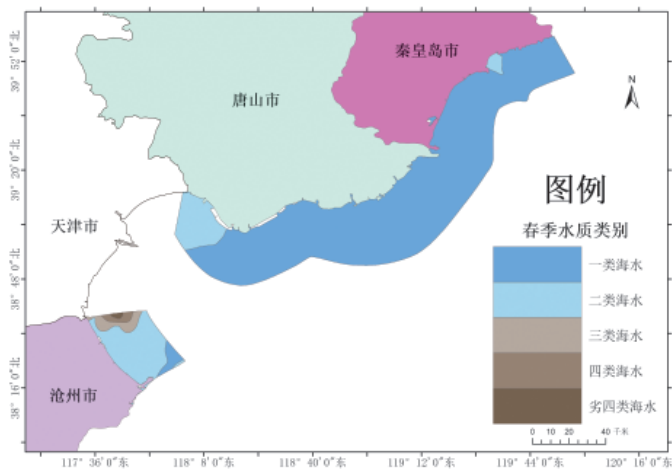 秦皇岛市
唐山市
天津市
沧州市
N
图例
春季水质类别
一类海水
二类海水
三类海水
四类海水
劣四类海水
0 10 20 40 千米
39° 52′ 0″北
39° 20′ 0″北
38° 48′ 0″北
38° 16′ 0″北
117° 36′ 0″东
118° 8′ 0″东
118° 40′ 0″东
119° 12′ 0″东
119° 44′ 0″东
120° 16′ 0″东